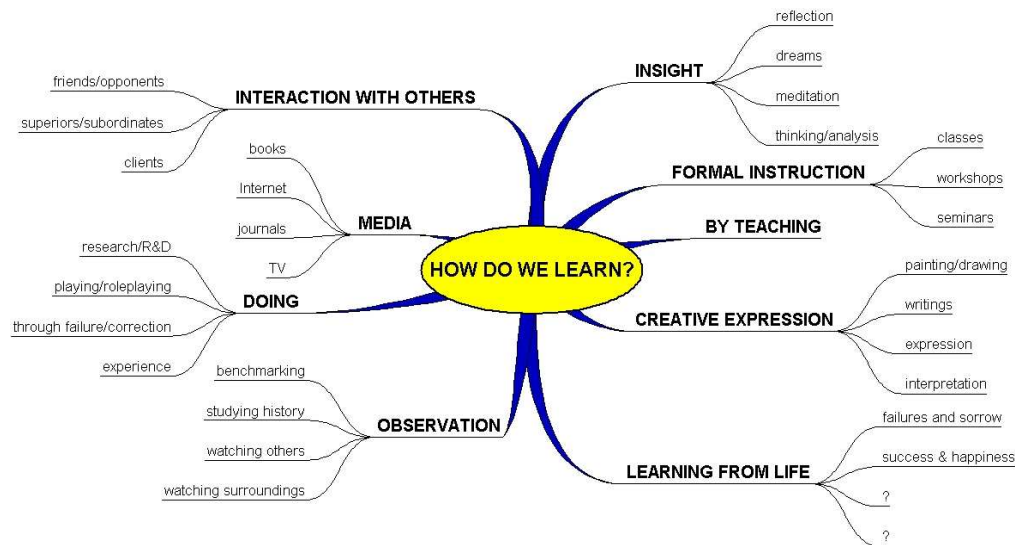 HOW DO WE LEARN?
INSIGHT
reflection
dreams
meditation
thinking/analysis
FORMAL INSTRUCTION
classes
workshops
seminars
BY TEACHING
CREATIVE EXPRESSION
painting/drawing
writings
expression
interpretation
LEARNING FROM LIFE
failures and sorrow
success & happiness
?
?
INTERACTION WITH OTHERS
friends/opponents
superiors/subordinates
clients
MEDIA
books
Internet
journals
TV
DOING
research/R&D
playing/roleplaying
through failure/correction
experience
OBSERVATION
benchmarking
studying history
watching others
watching surroundings